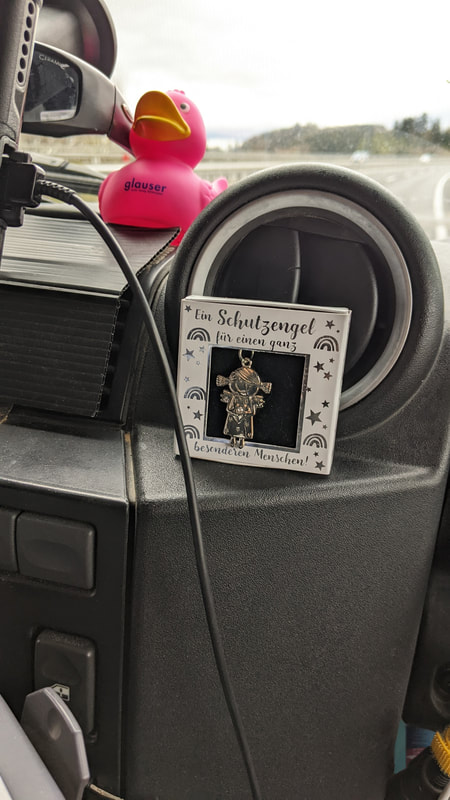 glauser
Ein Schutzengel
für einen ganz
besonderen Menschen!